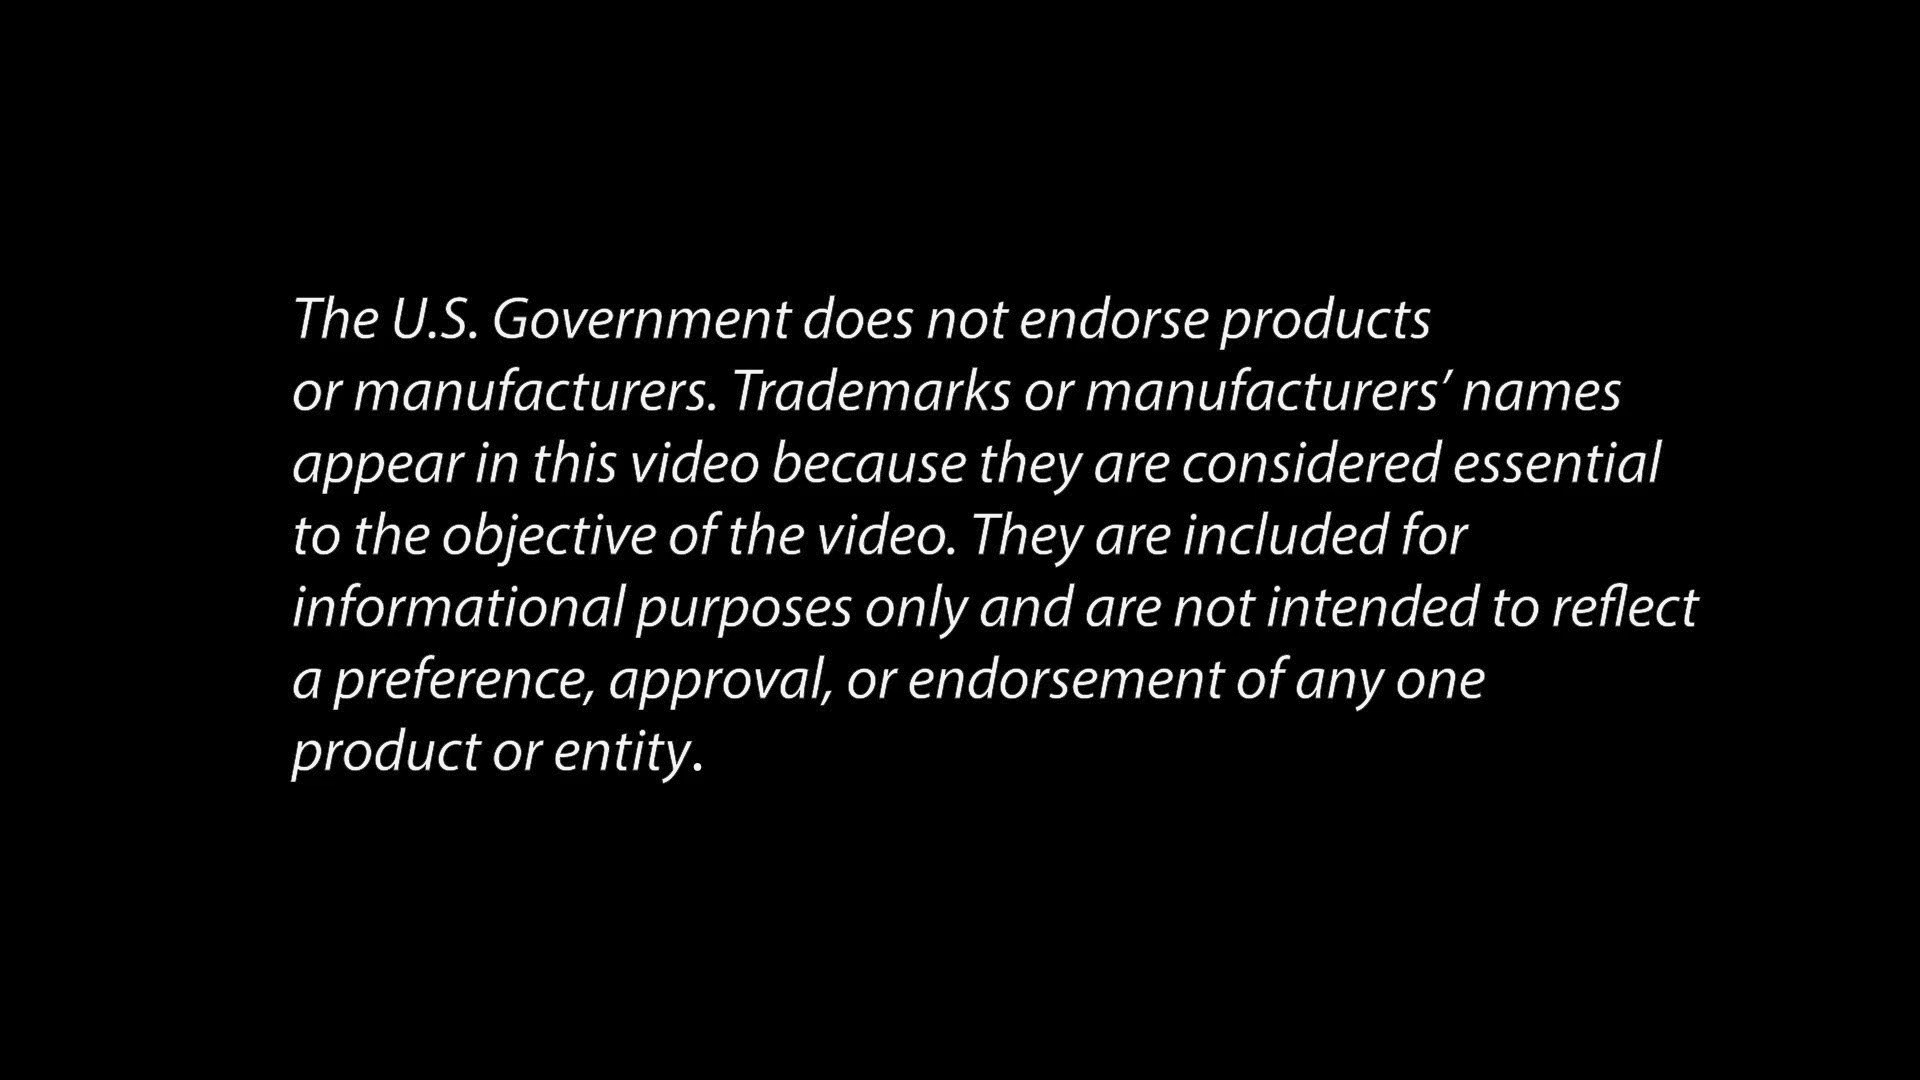 The U.S. Government does not endorse products
or manufacturers. Trademarks or manufacturers’ names
appear in this video because they are considered essential
to the objective of the video. They are included for
informational purposes only and are not intended to reflect
a preference, approval, or endorsement of any one
product or entity.